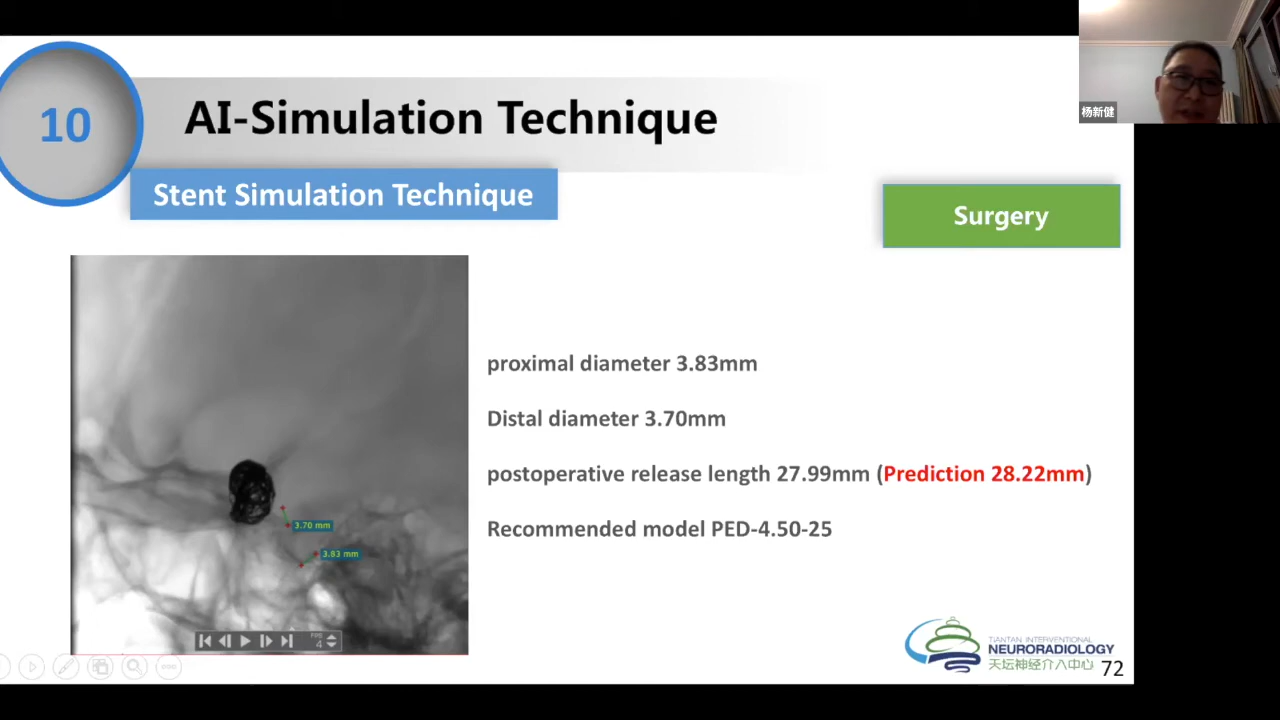 杨新健
10
AI-Simulation Technique
Stent Simulation Technique
Surgery
proximal diameter 3.83mm
Distal diameter 3.70mm
postoperative release length 27.99mm (Prediction 28.22mm)
Recommended model PED-4.50-25
3.70 mm
3.83 mm
FPS
4
TIANTAN INTERVENTIONAL
NEURORADIOLOGY
天坛神经介入中心
72